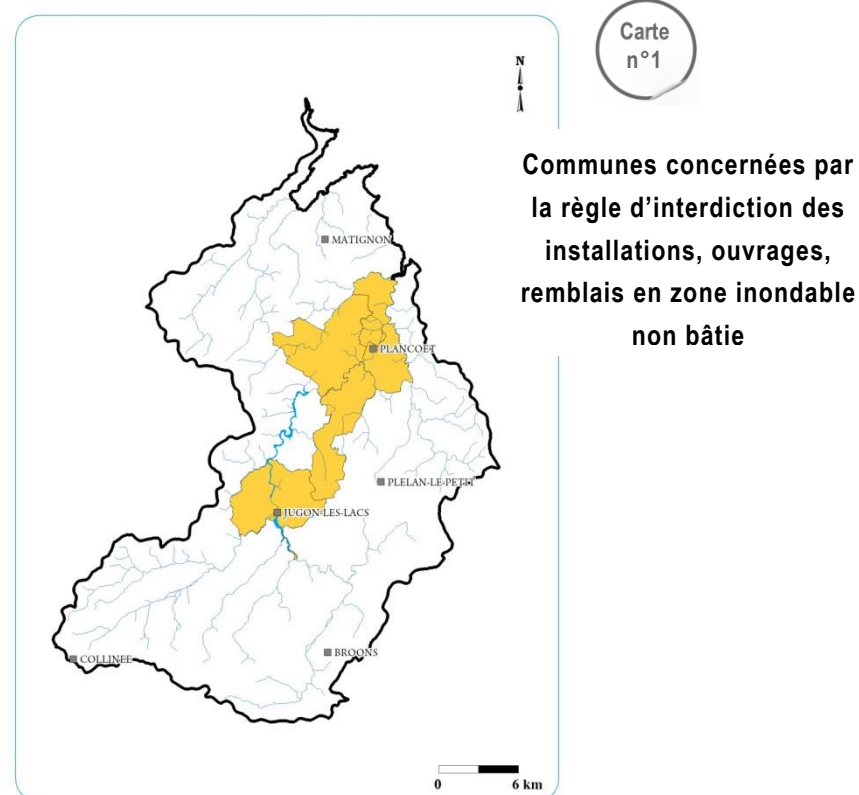 Carte
n°1
Communes concernées par
la règle d’interdiction des
installations, ouvrages,
remblais en zone inondable
non bâtie
N
MATIGNON
PLANCOËT
PLELAN-LE-PETIT
JUGON-LES-LACS
BROONS
COLLINEE
0 6 km